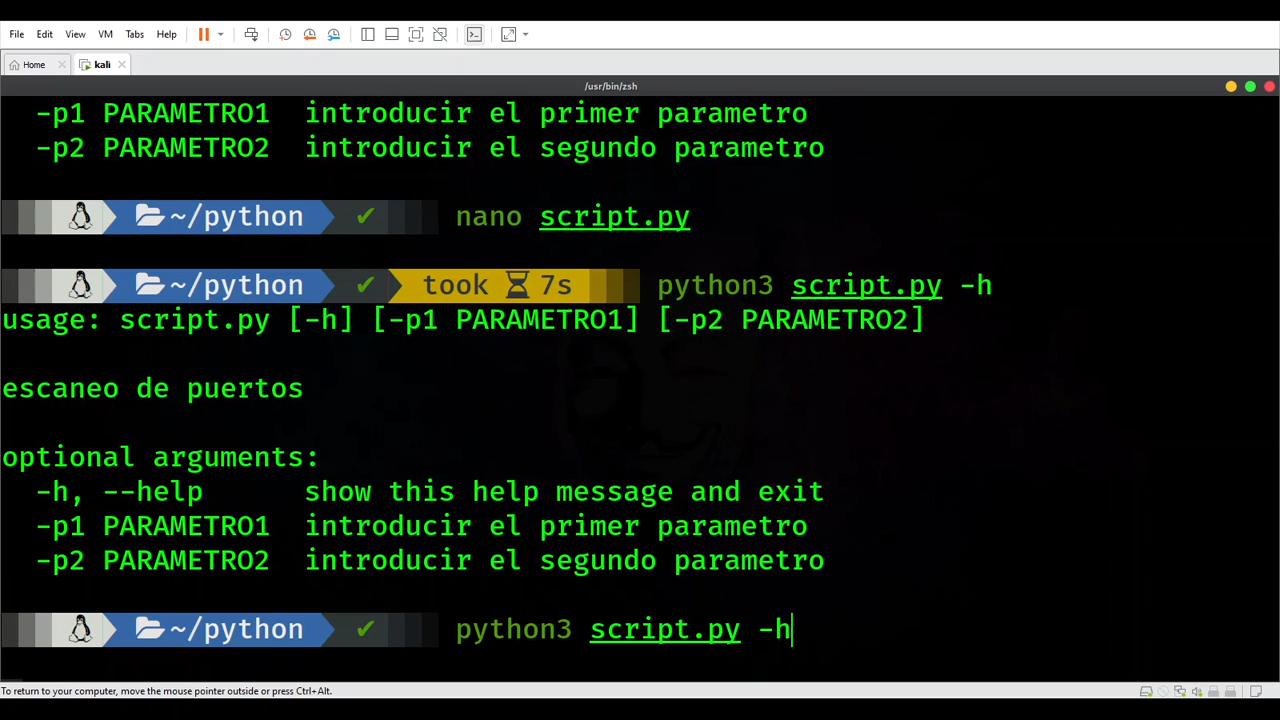 File Edit View VM Tabs Help
Home kali
/usr/bin/zsh
-p1 PARAMETRO1 introducir el primer parametro
-p2 PARAMETRO2 introducir el segundo parametro
~/python ✔ nano script.py
~/python ✔ took 7s python3 script.py -h
usage: script.py [-h] [-p1 PARAMETRO1] [-p2 PARAMETRO2]
escaneo de puertos
optional arguments:
-h, --help show this help message and exit
-p1 PARAMETRO1 introducir el primer parametro
-p2 PARAMETRO2 introducir el segundo parametro
~/python ✔ python3 script.py -h
To return to your computer, move the mouse pointer outside or press Ctrl+Alt.